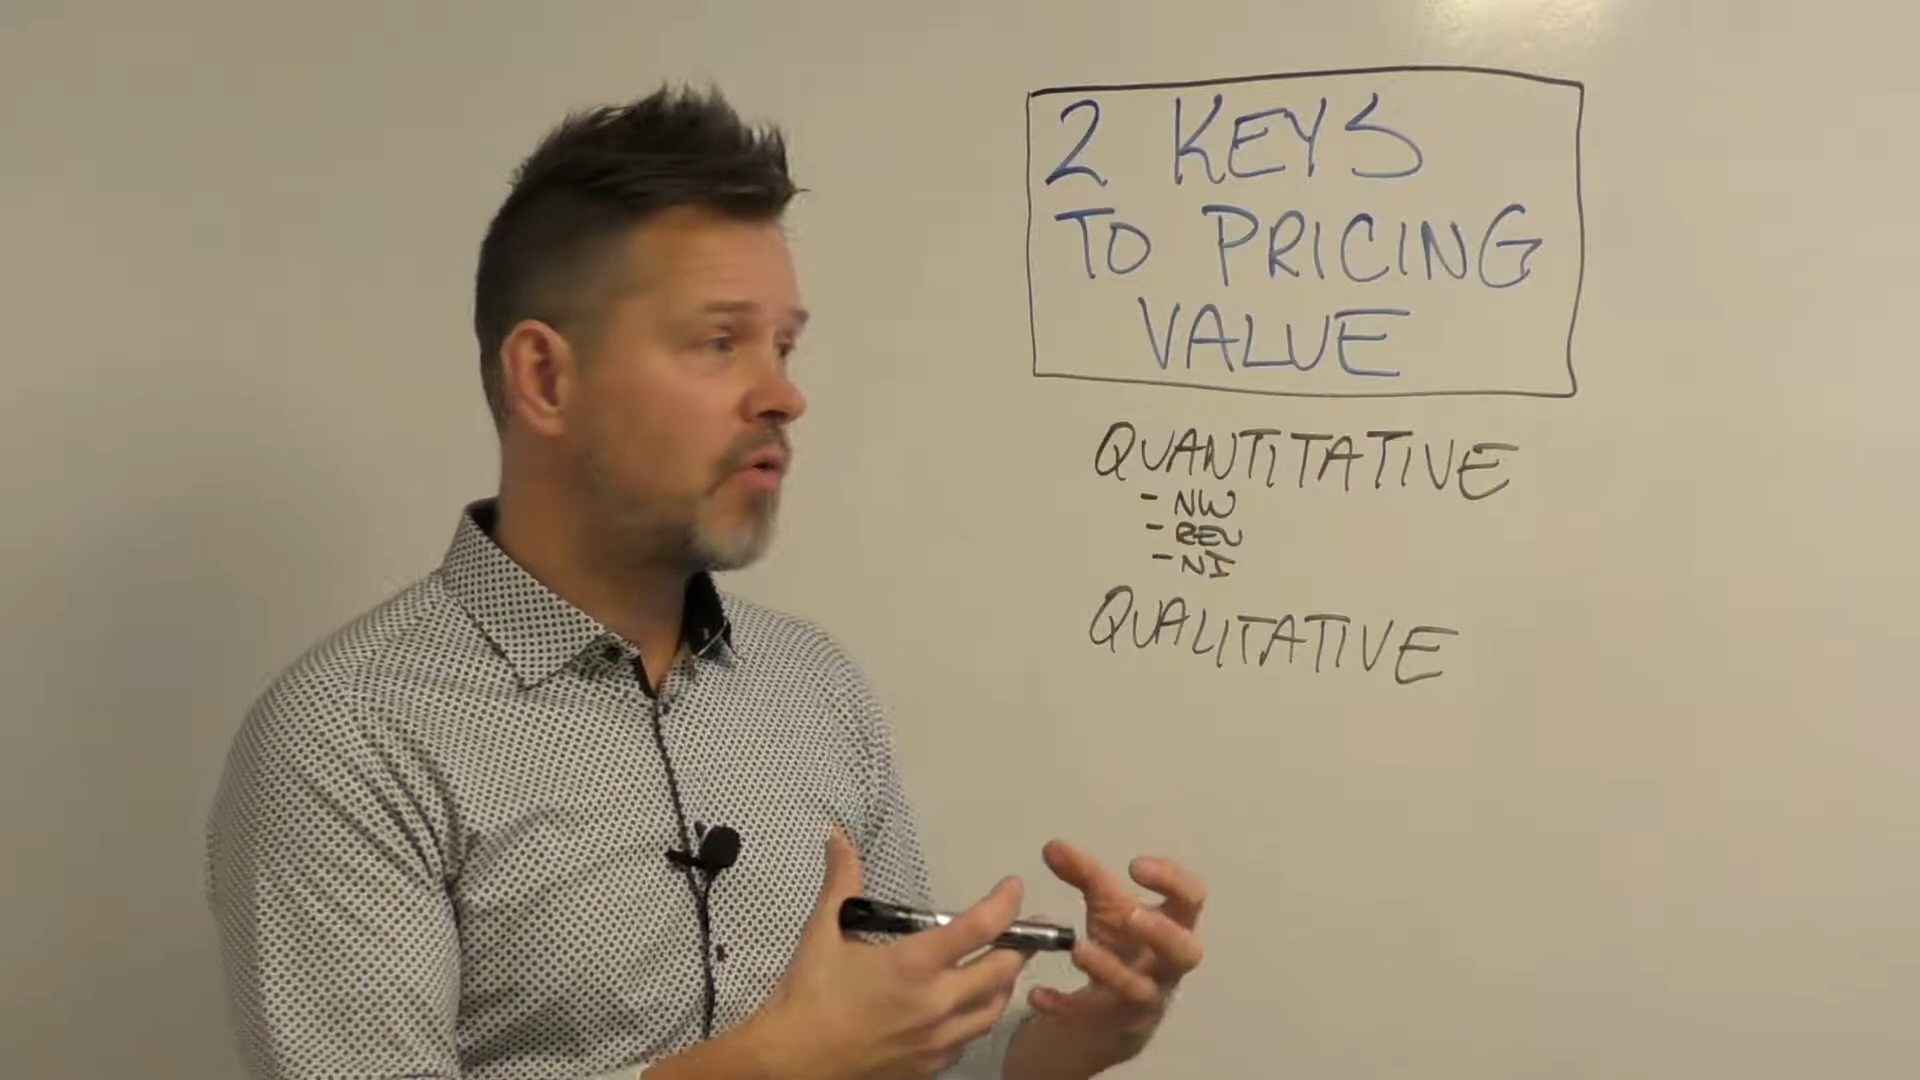 2 KEYS
TO PRICING
VALUE
QUANTITATIVE
- NW
- REV
- NI
QUALITATIVE